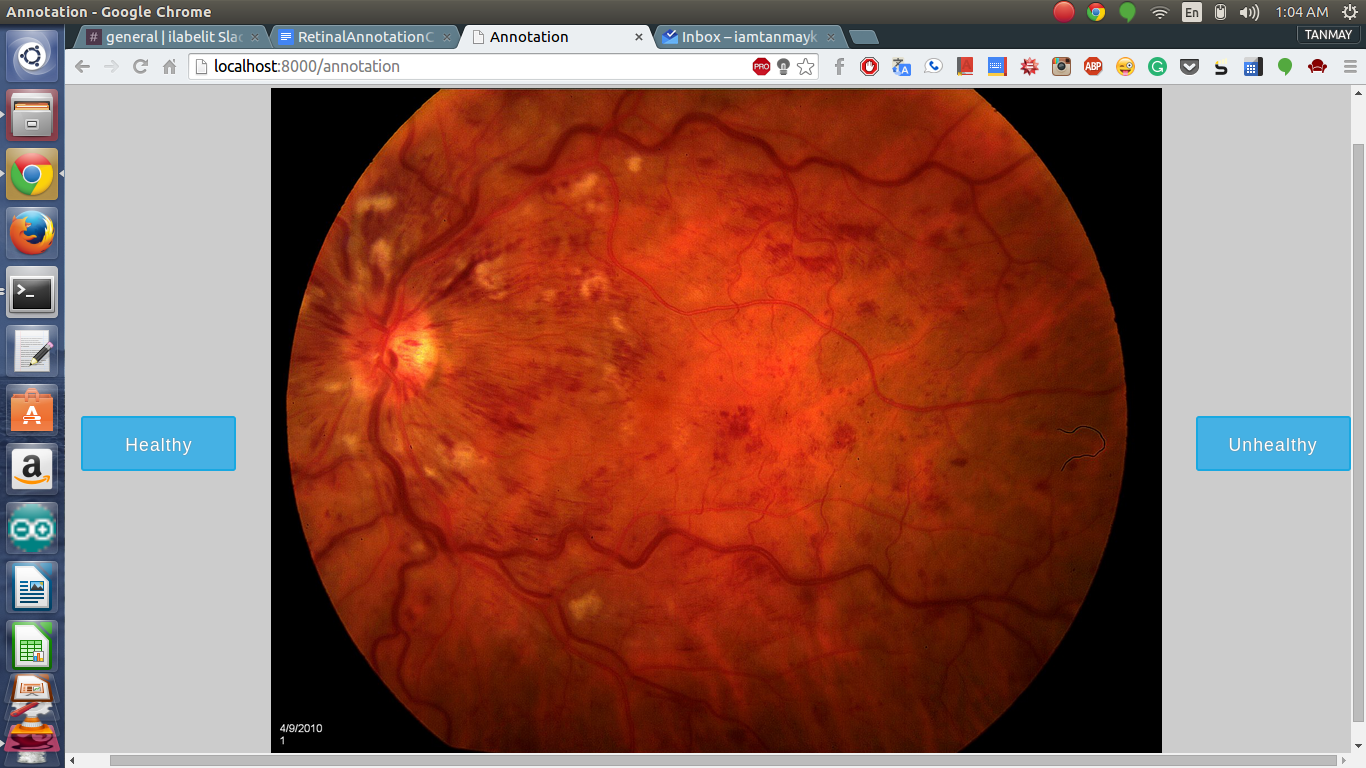 Annotation - Google Chrome
En
1:04 AM
# general | ilabelit Slac
RetinalAnnotationC
Annotation
Inbox – iamtanmayk
TANMAY
localhost:8000/annotation
PRO
ABP
Healthy
Unhealthy
4/9/2010
1